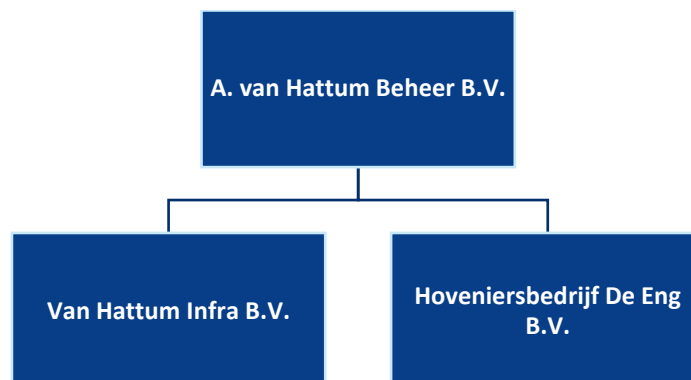 A. van Hattum Beheer B.V.
Van Hattum Infra B.V.
Hoveniersbedrijf De Eng
B.V.